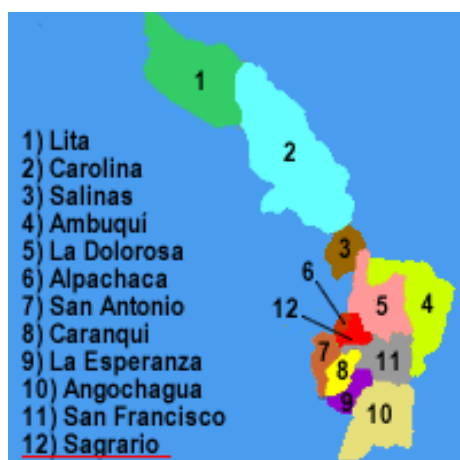 1) Lita
2) Carolina
3) Salinas
4) Ambuquí
5) La Dolorosa
6) Alpachaca
7) San Antonio
8) Caranqui
9) La Esperanza
10) Angochagua
11) San Francisco
12) Sagrario
1
2
3
6
4
12
5
7
8
11
9
10